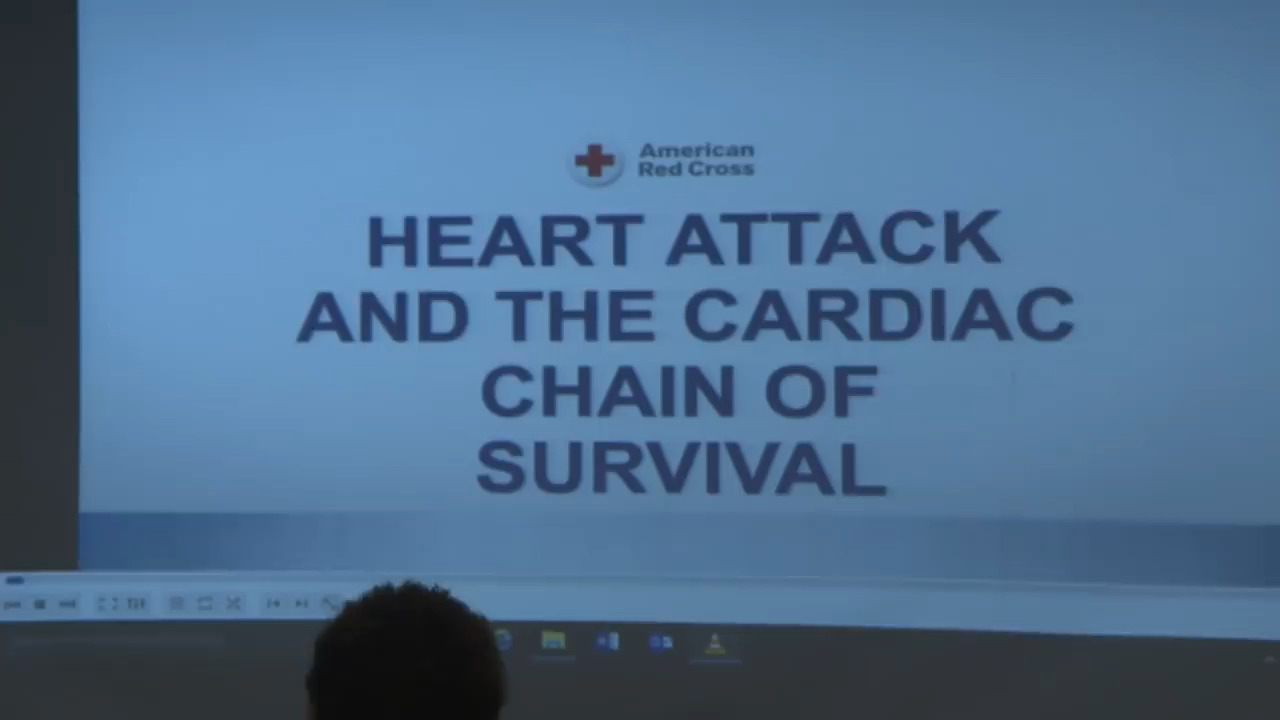 American
Red Cross
HEART ATTACK
AND THE CARDIAC
CHAIN OF
SURVIVAL